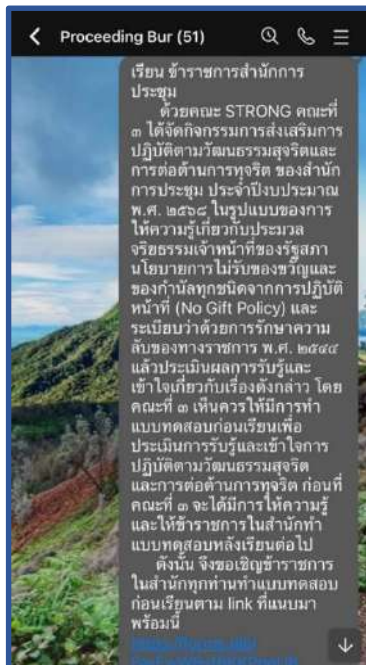 Proceeding Bur (51)
เรียน ข้าราชการสำนักการ
ประชุม
ด้วยคณะ STRONG คณะที่
๓ ได้จัดกิจกรรมการส่งเสริมการ
ปฏิบัติตามวัฒนธรรมสุจริตและ
การต่อต้านการทุจริต ของสำนัก
การประชุม ประจำปีงบประมาณ
พ.ศ. ๒๕๖๘ ในรูปแบบของการ
ให้ความรู้เกี่ยวกับประมวล
จริยธรรมเจ้าหน้าที่ของรัฐสภา
นโยบายการไม่รับของขวัญและ
ของกำนัลทุกชนิดจากการปฏิบัติ
หน้าที่ (No Gift Policy) และ
ระเบียบว่าด้วยการรักษาความ
ลับของทางราชการ พ.ศ. ๒๕๔๔
แล้วประเมินผลการรับรู้และ
เข้าใจเกี่ยวกับเรื่องดังกล่าว โดย
คณะที่ ๓ เห็นควรให้มีการทำ
แบบทดสอบก่อนเรียนเพื่อ
ประเมินการรับรู้และเข้าใจการ
ปฏิบัติตามวัฒนธรรมสุจริต
และการต่อต้านการทุจริต ก่อนที่
คณะที่ ๓ จะได้มีการให้ความรู้
และให้ข้าราชการในสำนักทำ
แบบทดสอบหลังเรียนต่อไป
ดังนั้น จึงขอเชิญข้าราชการ
ในสำนักทุกท่านทำแบบทดสอบ
ก่อนเรียนตาม link ที่แนบมา
พร้อมนี้